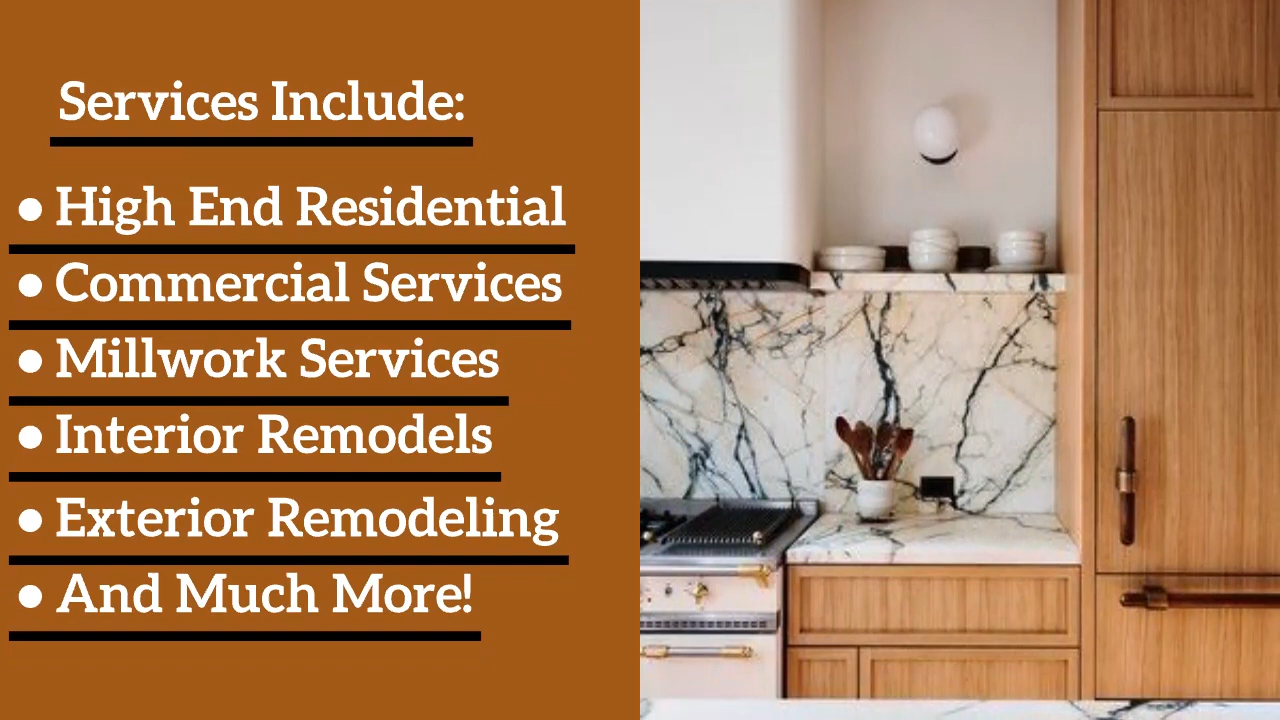 Services Include:
● High End Residential
● Commercial Services
● Millwork Services
● Interior Remodels
● Exterior Remodeling
● And Much More!